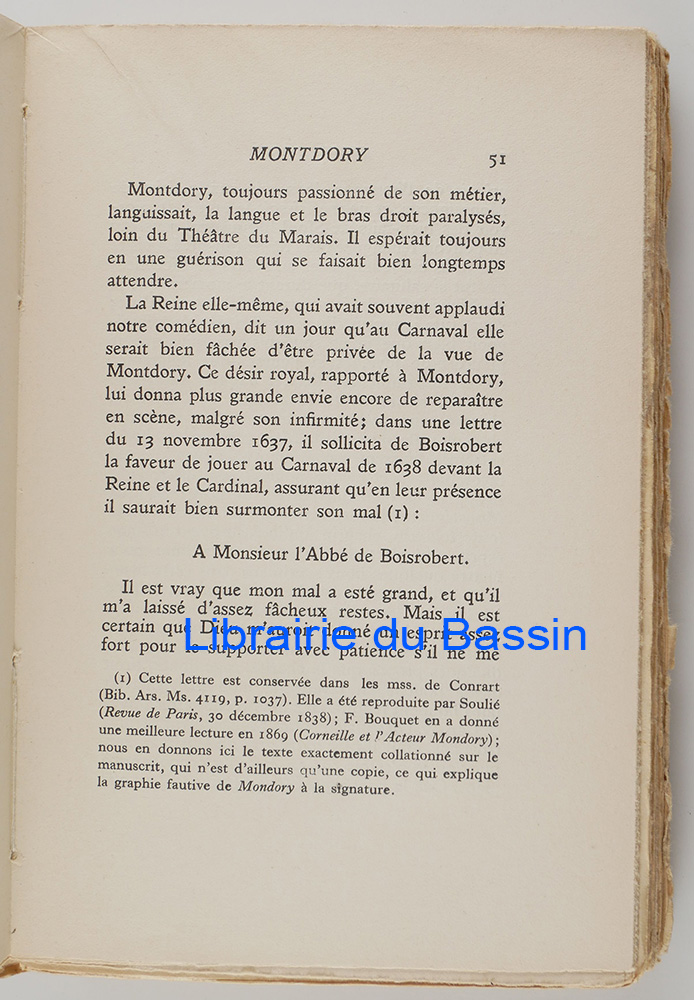 MONTDORY 51
Montdory, toujours passionné de son métier,
languissait, la langue et le bras droit paralysés,
loin du Théâtre du Marais. Il espérait toujours
en une guérison qui se faisait bien longtemps
attendre.
La Reine elle-même, qui avait souvent applaudi
notre comédien, dit un jour qu'au Carnaval elle
serait bien fâchée d'être privée de la vue de
Montdory. Ce désir royal, rapporté à Montdory,
lui donna plus grande envie encore de reparaître
en scène, malgré son infirmité; dans une lettre
du 13 novembre 1637, il sollicita de Boisrobert
la faveur de jouer au Carnaval de 1638 devant la
Reine et le Cardinal, assurant qu'en leur présence
il saurait bien surmonter son mal (1) :
A Monsieur l'Abbé de Boisrobert.
Il est vray que mon mal a esté grand, et qu'il
m'a laissé d'assez fâcheux restes. Mais il est
certain que Dieu m'auroit donné un esprit assez
fort pour le supporter avec patience s'il ne me
Librairie du Bassin
(1) Cette lettre est conservée dans les mss. de Conrart
(Bib. Ars. Ms. 4119, p. 1037). Elle a été reproduite par Soulié
(Revue de Paris, 30 décembre 1838); F. Bouquet en a donné
une meilleure lecture en 1869 (Corneille et l'Acteur Mondory);
nous en donnons ici le texte exactement collationné sur le
manuscrit, qui n'est d'ailleurs qu'une copie, ce qui explique
la graphie fautive de Mondory à la signature.